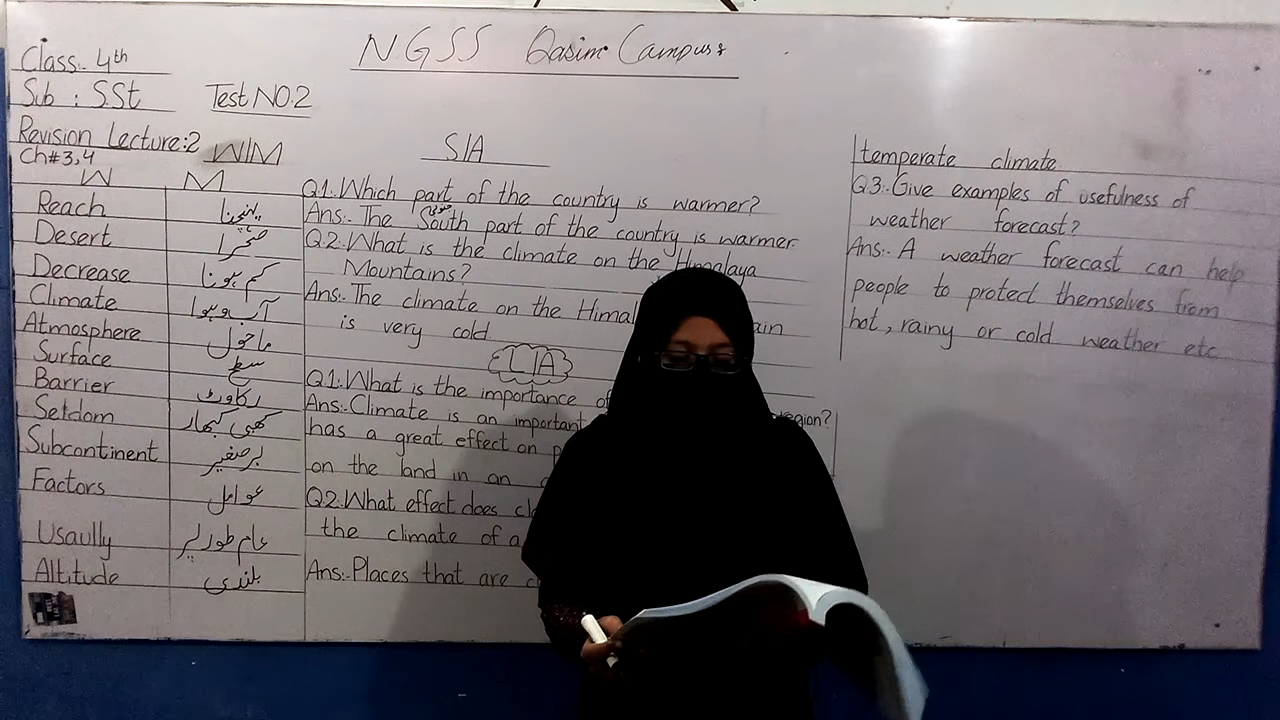 NGSS Qasim Campus
Class:- 4th
Sub : S.St
Test NO.2
Revision Lecture:2
Ch#3,4
W/M
W M
Reach پہنچنا
Desert صحرا
Decrease کم ہونا
Climate آب و ہوا
Atmosphere ماحول
Surface سطح
Barrier رکاوٹ
Seldom کبھی کبھار
Subcontinent برصغیر
Factors عوامل
Usaully عام طور پر
Altitude بلندی
S/A
Q1.Which part of the country is warmer?
جنوبی
Ans:- The South part of the country is warmer.
Q2.What is the climate on the Himalaya
Mountains?
Ans:- The climate on the Himal ain
is very cold
L/A
Q1.What is the importance of region?
Ans:-Climate is an important
has a great effect on
on the land in an
Q2.What effect does
the climate of a
Ans:-Places that are
temperate climate.
Q.3:-Give examples of usefulness of
weather forecast?
Ans:- A weather forecast can help
people to protect themselves from
hot, rainy or cold weather etc